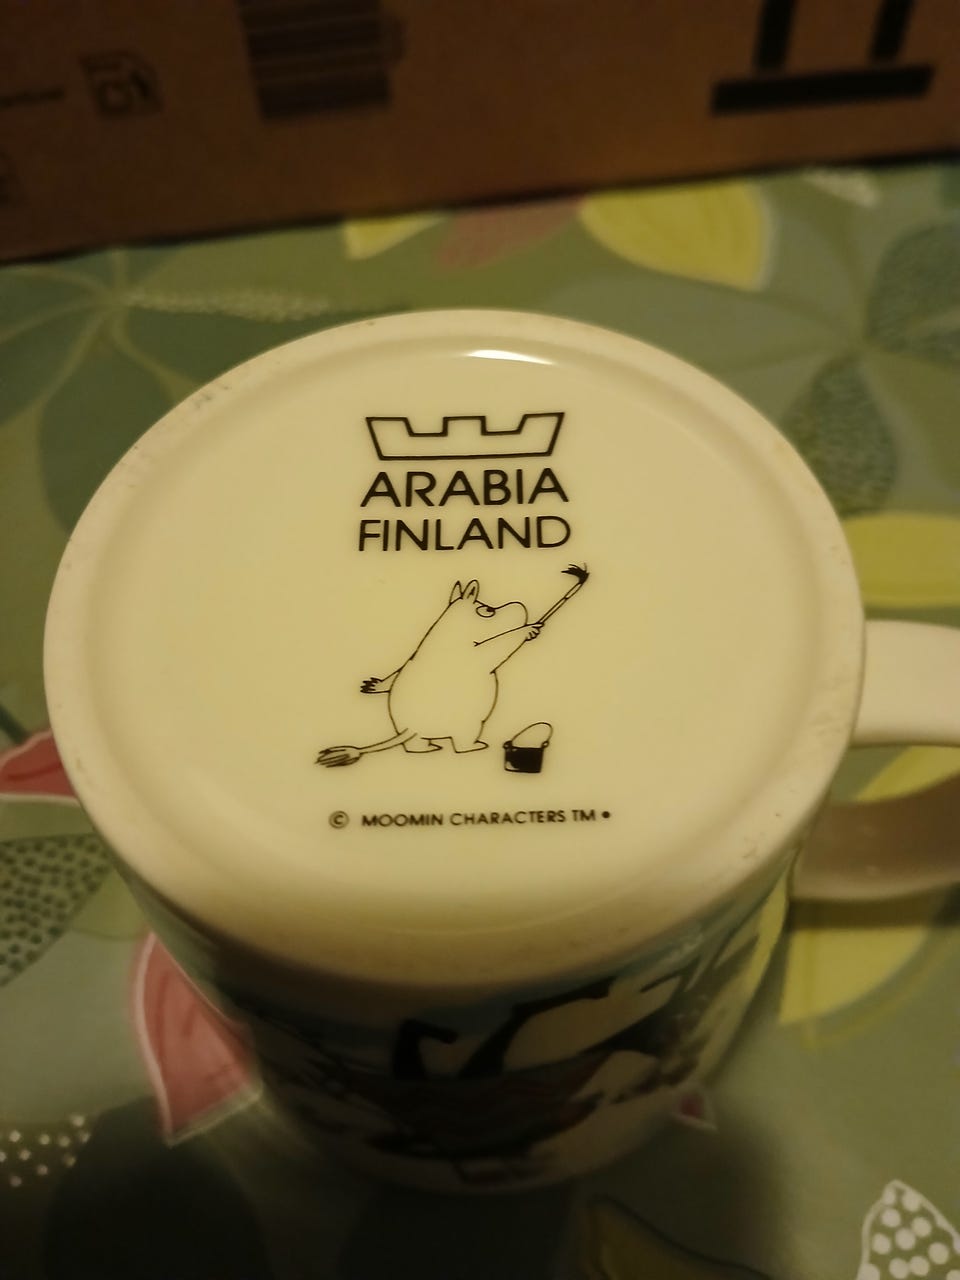 ARABIA
FINLAND
© MOOMIN CHARACTERS TM •